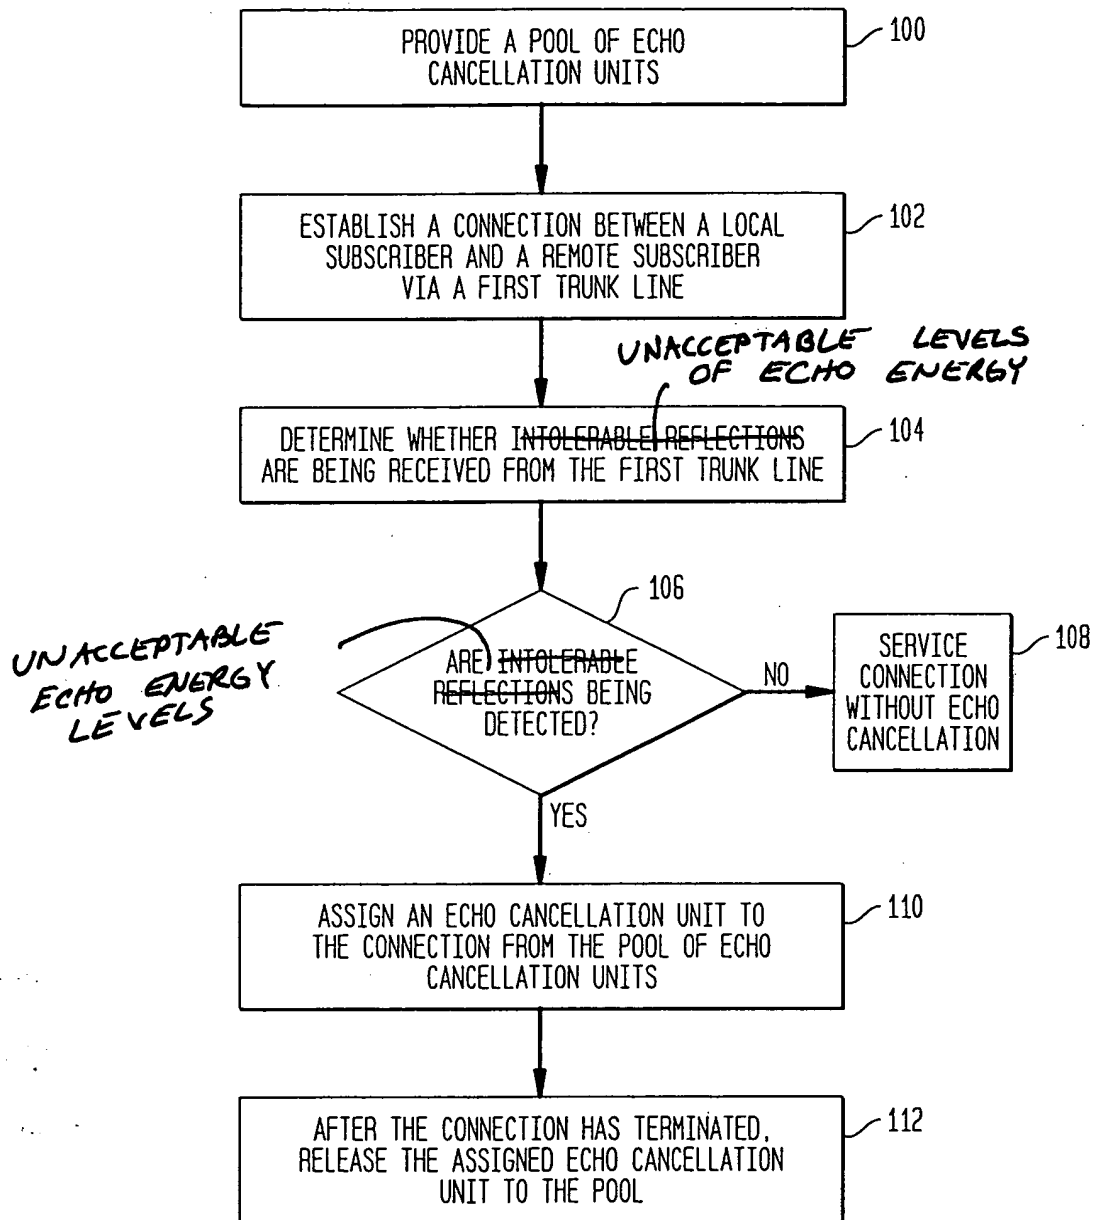 PROVIDE A POOL OF ECHO
CANCELLATION UNITS
100
ESTABLISH A CONNECTION BETWEEN A LOCAL
SUBSCRIBER AND A REMOTE SUBSCRIBER
VIA A FIRST TRUNK LINE
102
UNACCEPTABLE LEVELS
OF ECHO ENERGY
DETERMINE WHETHER INTOLERABLE REFLECTIONS
ARE BEING RECEIVED FROM THE FIRST TRUNK LINE
104
106
UNACCEPTABLE
ECHO ENERGY
LEVELS
ARE INTOLERABLE
REFLECTIONS BEING
DETECTED?
NO
SERVICE
CONNECTION
WITHOUT ECHO
CANCELLATION
108
YES
ASSIGN AN ECHO CANCELLATION UNIT TO
THE CONNECTION FROM THE POOL OF ECHO
CANCELLATION UNITS
110
AFTER THE CONNECTION HAS TERMINATED,
RELEASE THE ASSIGNED ECHO CANCELLATION
UNIT TO THE POOL
112